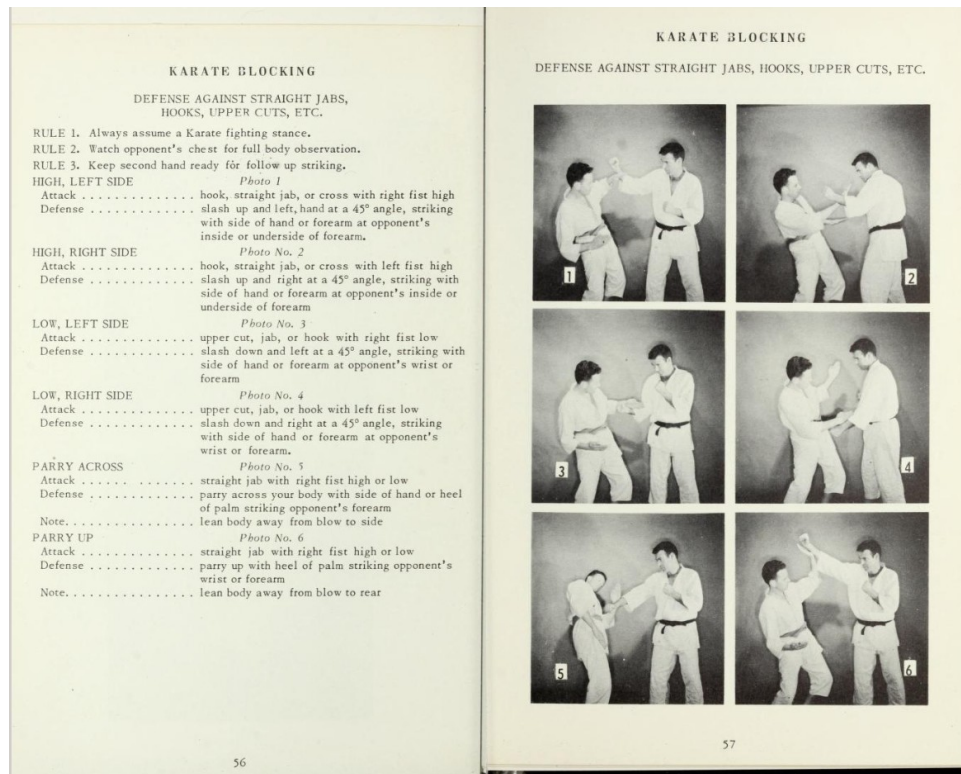 KARATE BLOCKING
DEFENSE AGAINST STRAIGHT JABS,
HOOKS, UPPER CUTS, ETC.
RULE 1. Always assume a Karate fighting stance.
RULE 2. Watch opponent's chest for full body observation.
RULE 3. Keep second hand ready for follow up striking.
HIGH, LEFT SIDE Photo 1
Attack . . . . . . . . . . . . . . hook, straight jab, or cross with right fist high
Defense . . . . . . . . . . . . . slash up and left, hand at a 45° angle, striking
with side of hand or forearm at opponent's
inside or underside of forearm.
HIGH, RIGHT SIDE Photo No. 2
Attack . . . . . . . . . . . . . . hook, straight jab, or cross with left fist high
Defense . . . . . . . . . . . . . slash up and right at a 45° angle, striking with
side of hand or forearm at opponent's inside or
underside of forearm
LOW, LEFT SIDE Photo No. 3
Attack . . . . . . . . . . . . . . upper cut, jab, or hook with right fist low
Defense . . . . . . . . . . . . . slash down and left at a 45° angle, striking with
side of hand or forearm at opponent's wrist or
forearm
LOW, RIGHT SIDE Photo No. 4
Attack . . . . . . . . . . . . . . upper cut, jab, or hook with left fist low
Defense . . . . . . . . . . . . . slash down and right at a 45° angle, striking
with side of hand or forearm at opponent's
wrist or forearm.
PARRY ACROSS Photo No. 5
Attack . . . . . . . . . . . . . . straight jab with right fist high or low
Defense . . . . . . . . . . . . . parry across your body with side of hand or heel
of palm striking opponent's forearm
Note. . . . . . . . . . . . . . . . lean body away from blow to side
PARRY UP Photo No. 6
Attack . . . . . . . . . . . . . . straight jab with right fist high or low
Defense . . . . . . . . . . . . . parry up with heel of palm striking opponent's
wrist or forearm
Note. . . . . . . . . . . . . . . . lean body away from blow to rear
56
KARATE BLOCKING
DEFENSE AGAINST STRAIGHT JABS, HOOKS, UPPER CUTS, ETC.
1
2
3
4
5
6
57